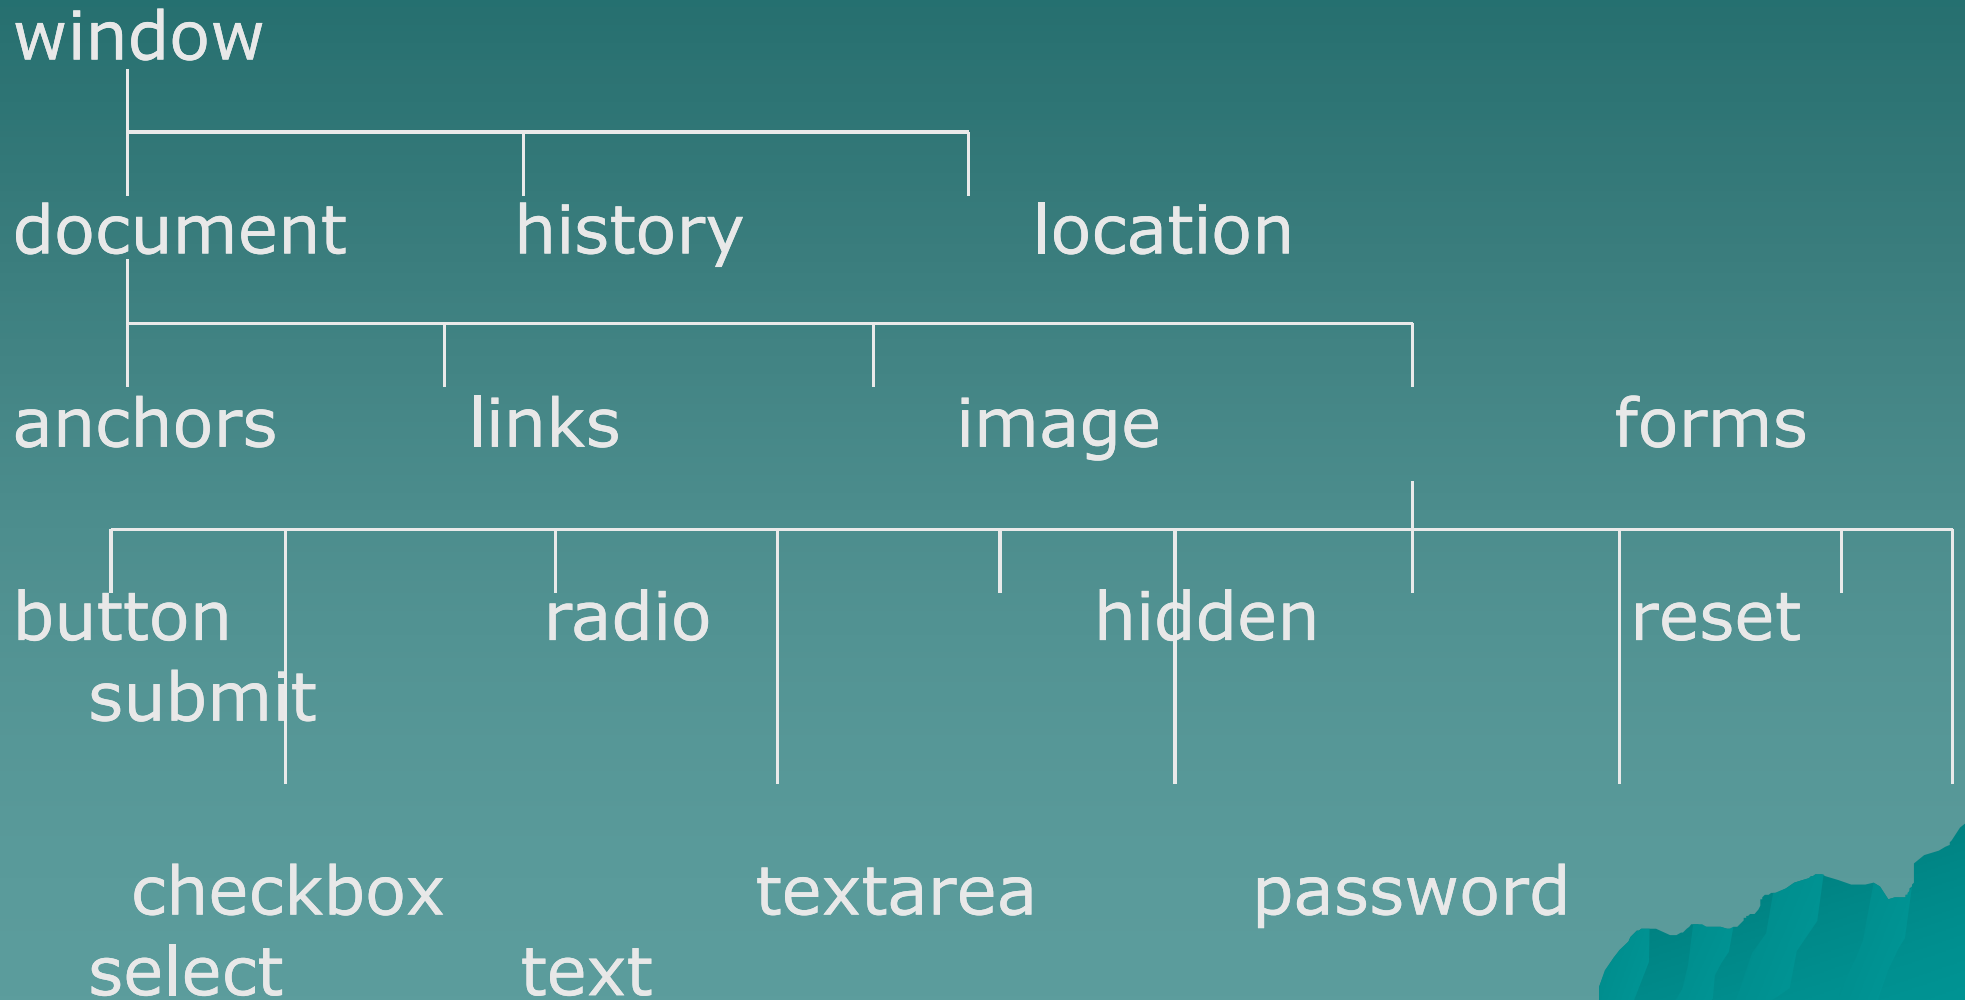 window
document history location
anchors links image forms
button radio hidden reset
submit
checkbox textarea password
select text